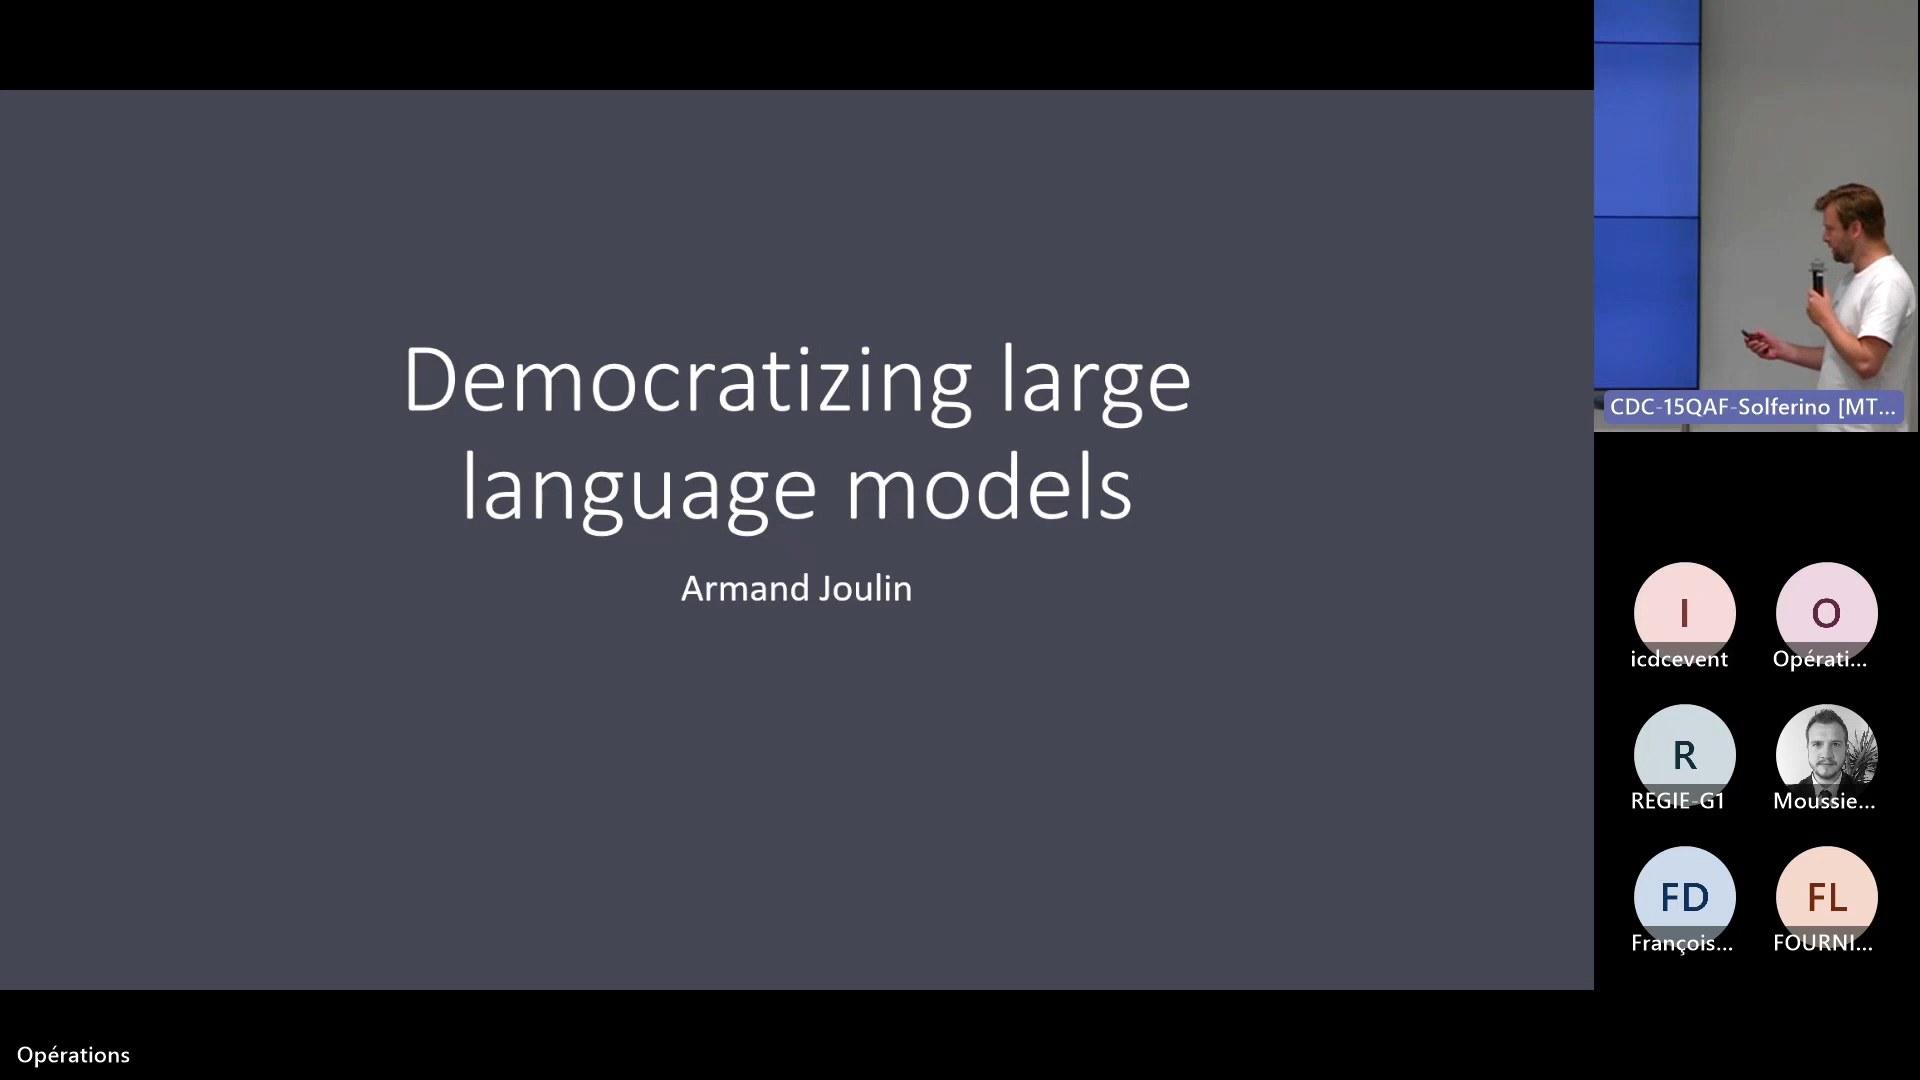 Democratizing large
language models
Armand Joulin
CDC-15QAF-Solferino [MT...
I
icdcevent
O
Opérati...
R
REGIE-G1
Moussie...
FD
François...
FL
FOURNI...
Opérations